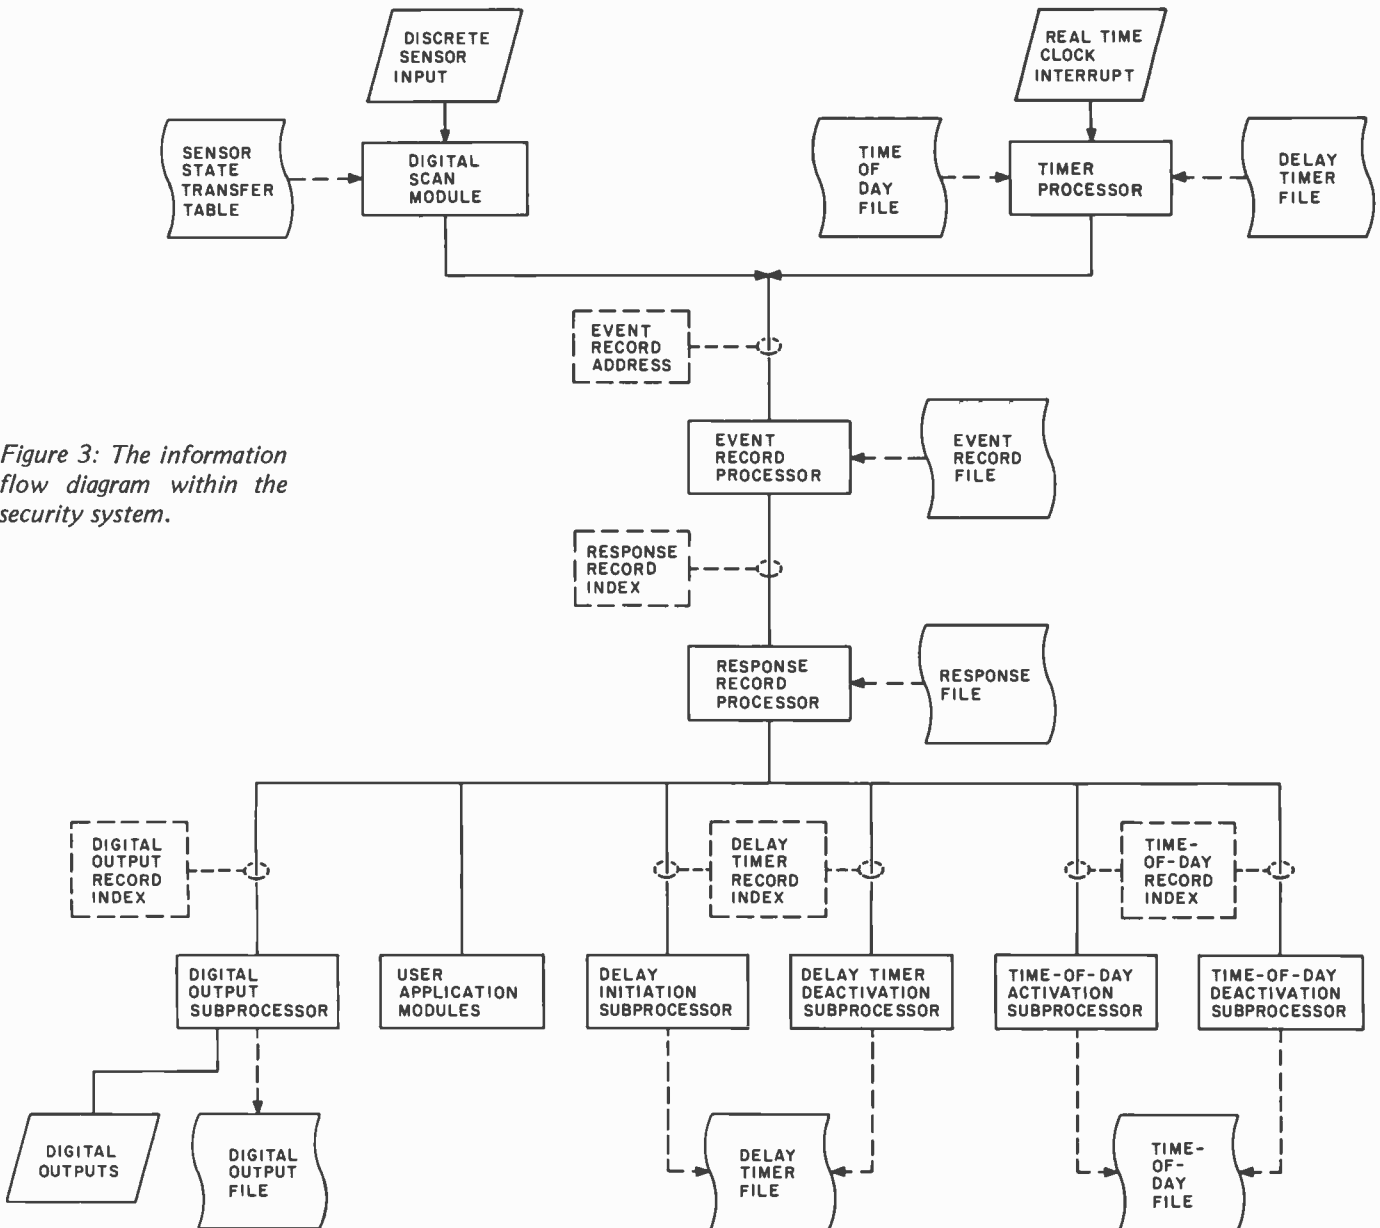 DISCRETE
SENSOR
INPUT
REAL TIME
CLOCK
INTERRUPT
SENSOR
STATE
TRANSFER
TABLE
DIGITAL
SCAN
MODULE
TIME
OF
DAY
FILE
TIMER
PROCESSOR
DELAY
TIMER
FILE
EVENT
RECORD
ADDRESS
Figure 3: The information
flow diagram within the
security system.
EVENT
RECORD
PROCESSOR
EVENT
RECORD
FILE
RESPONSE
RECORD
INDEX
RESPONSE
RECORD
PROCESSOR
RESPONSE
FILE
DIGITAL
OUTPUT
RECORD
INDEX
DELAY
TIMER
RECORD
INDEX
TIME-
OF-DAY
RECORD
INDEX
DIGITAL
OUTPUT
SUBPROCESSOR
USER
APPLICATION
MODULES
DELAY
INITIATION
SUBPROCESSOR
DELAY TIMER
DEACTIVATION
SUBPROCESSOR
TIME-OF-DAY
ACTIVATION
SUBPROCESSOR
TIME-OF-DAY
DEACTIVATION
SUBPROCESSOR
DIGITAL
OUTPUTS
DIGITAL
OUTPUT
FILE
DELAY
TIMER
FILE
TIME-
OF-
DAY
FILE